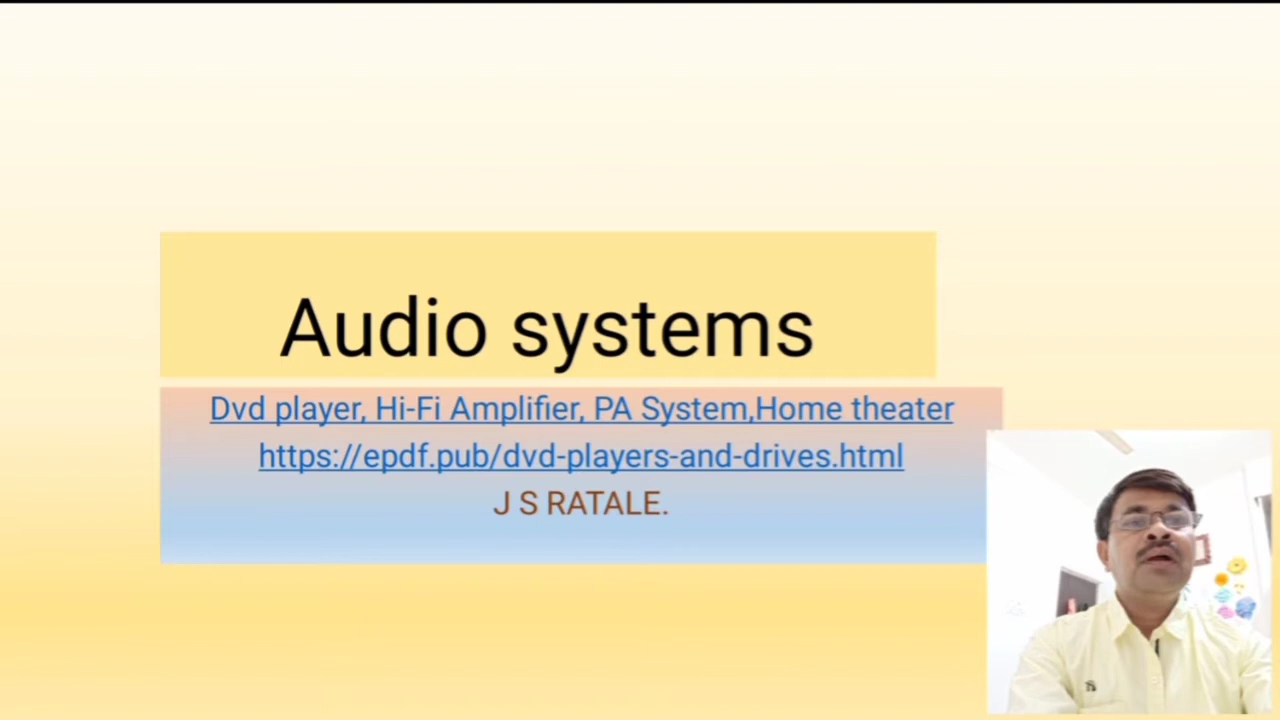 Audio systems
Dvd player, Hi-Fi Amplifier, PA System,Home theater
https://epdf.pub/dvd-players-and-drives.html
J S RATALE.